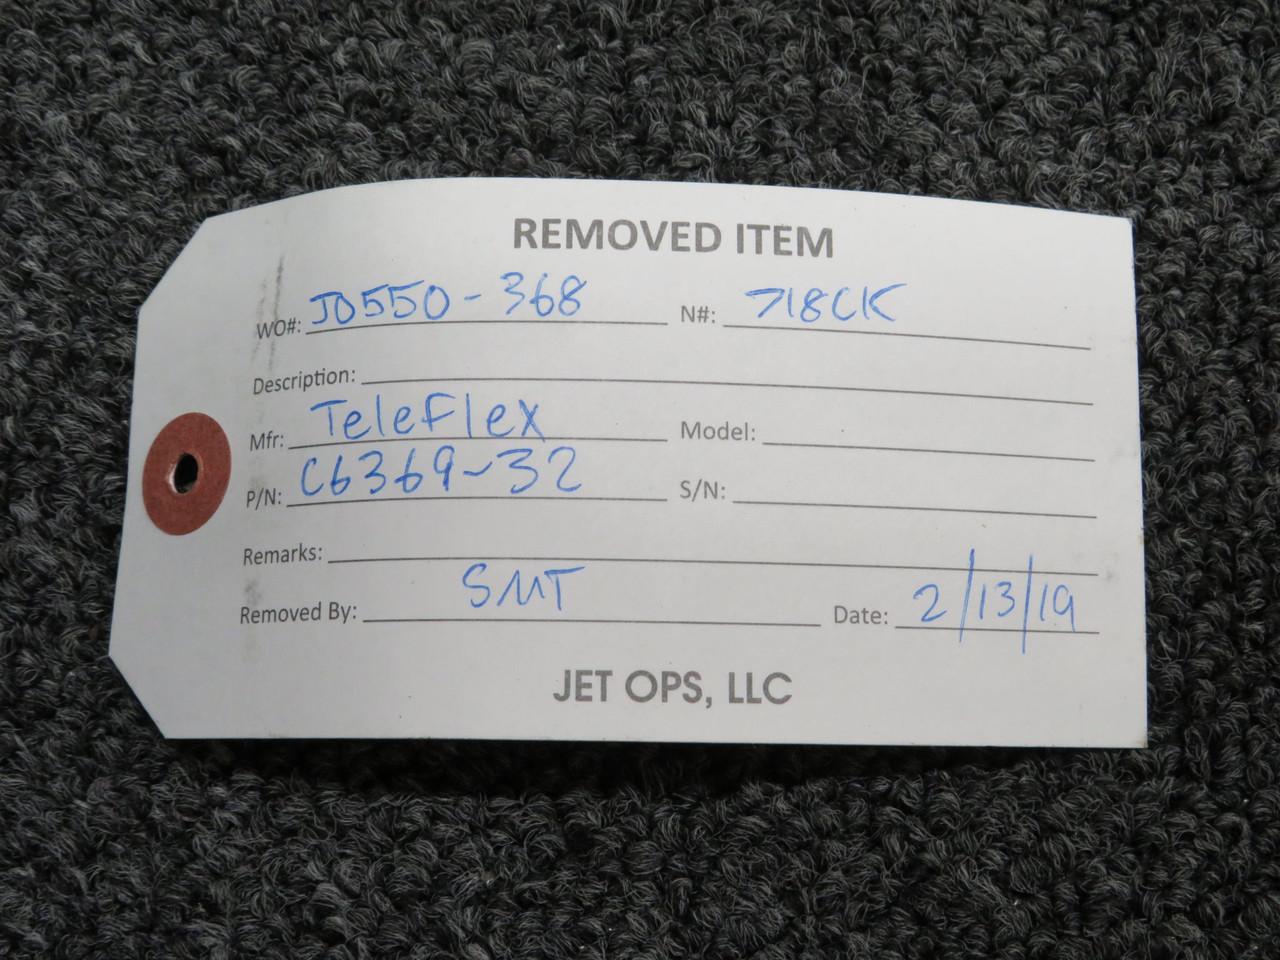 REMOVED ITEM
WO#: JO550-368 N#: 718CK
Description:
Mfr: TeleFlex Model:
P/N: C6369-32 S/N:
Remarks:
Removed By: SMT Date: 2/13/19
JET OPS, LLC